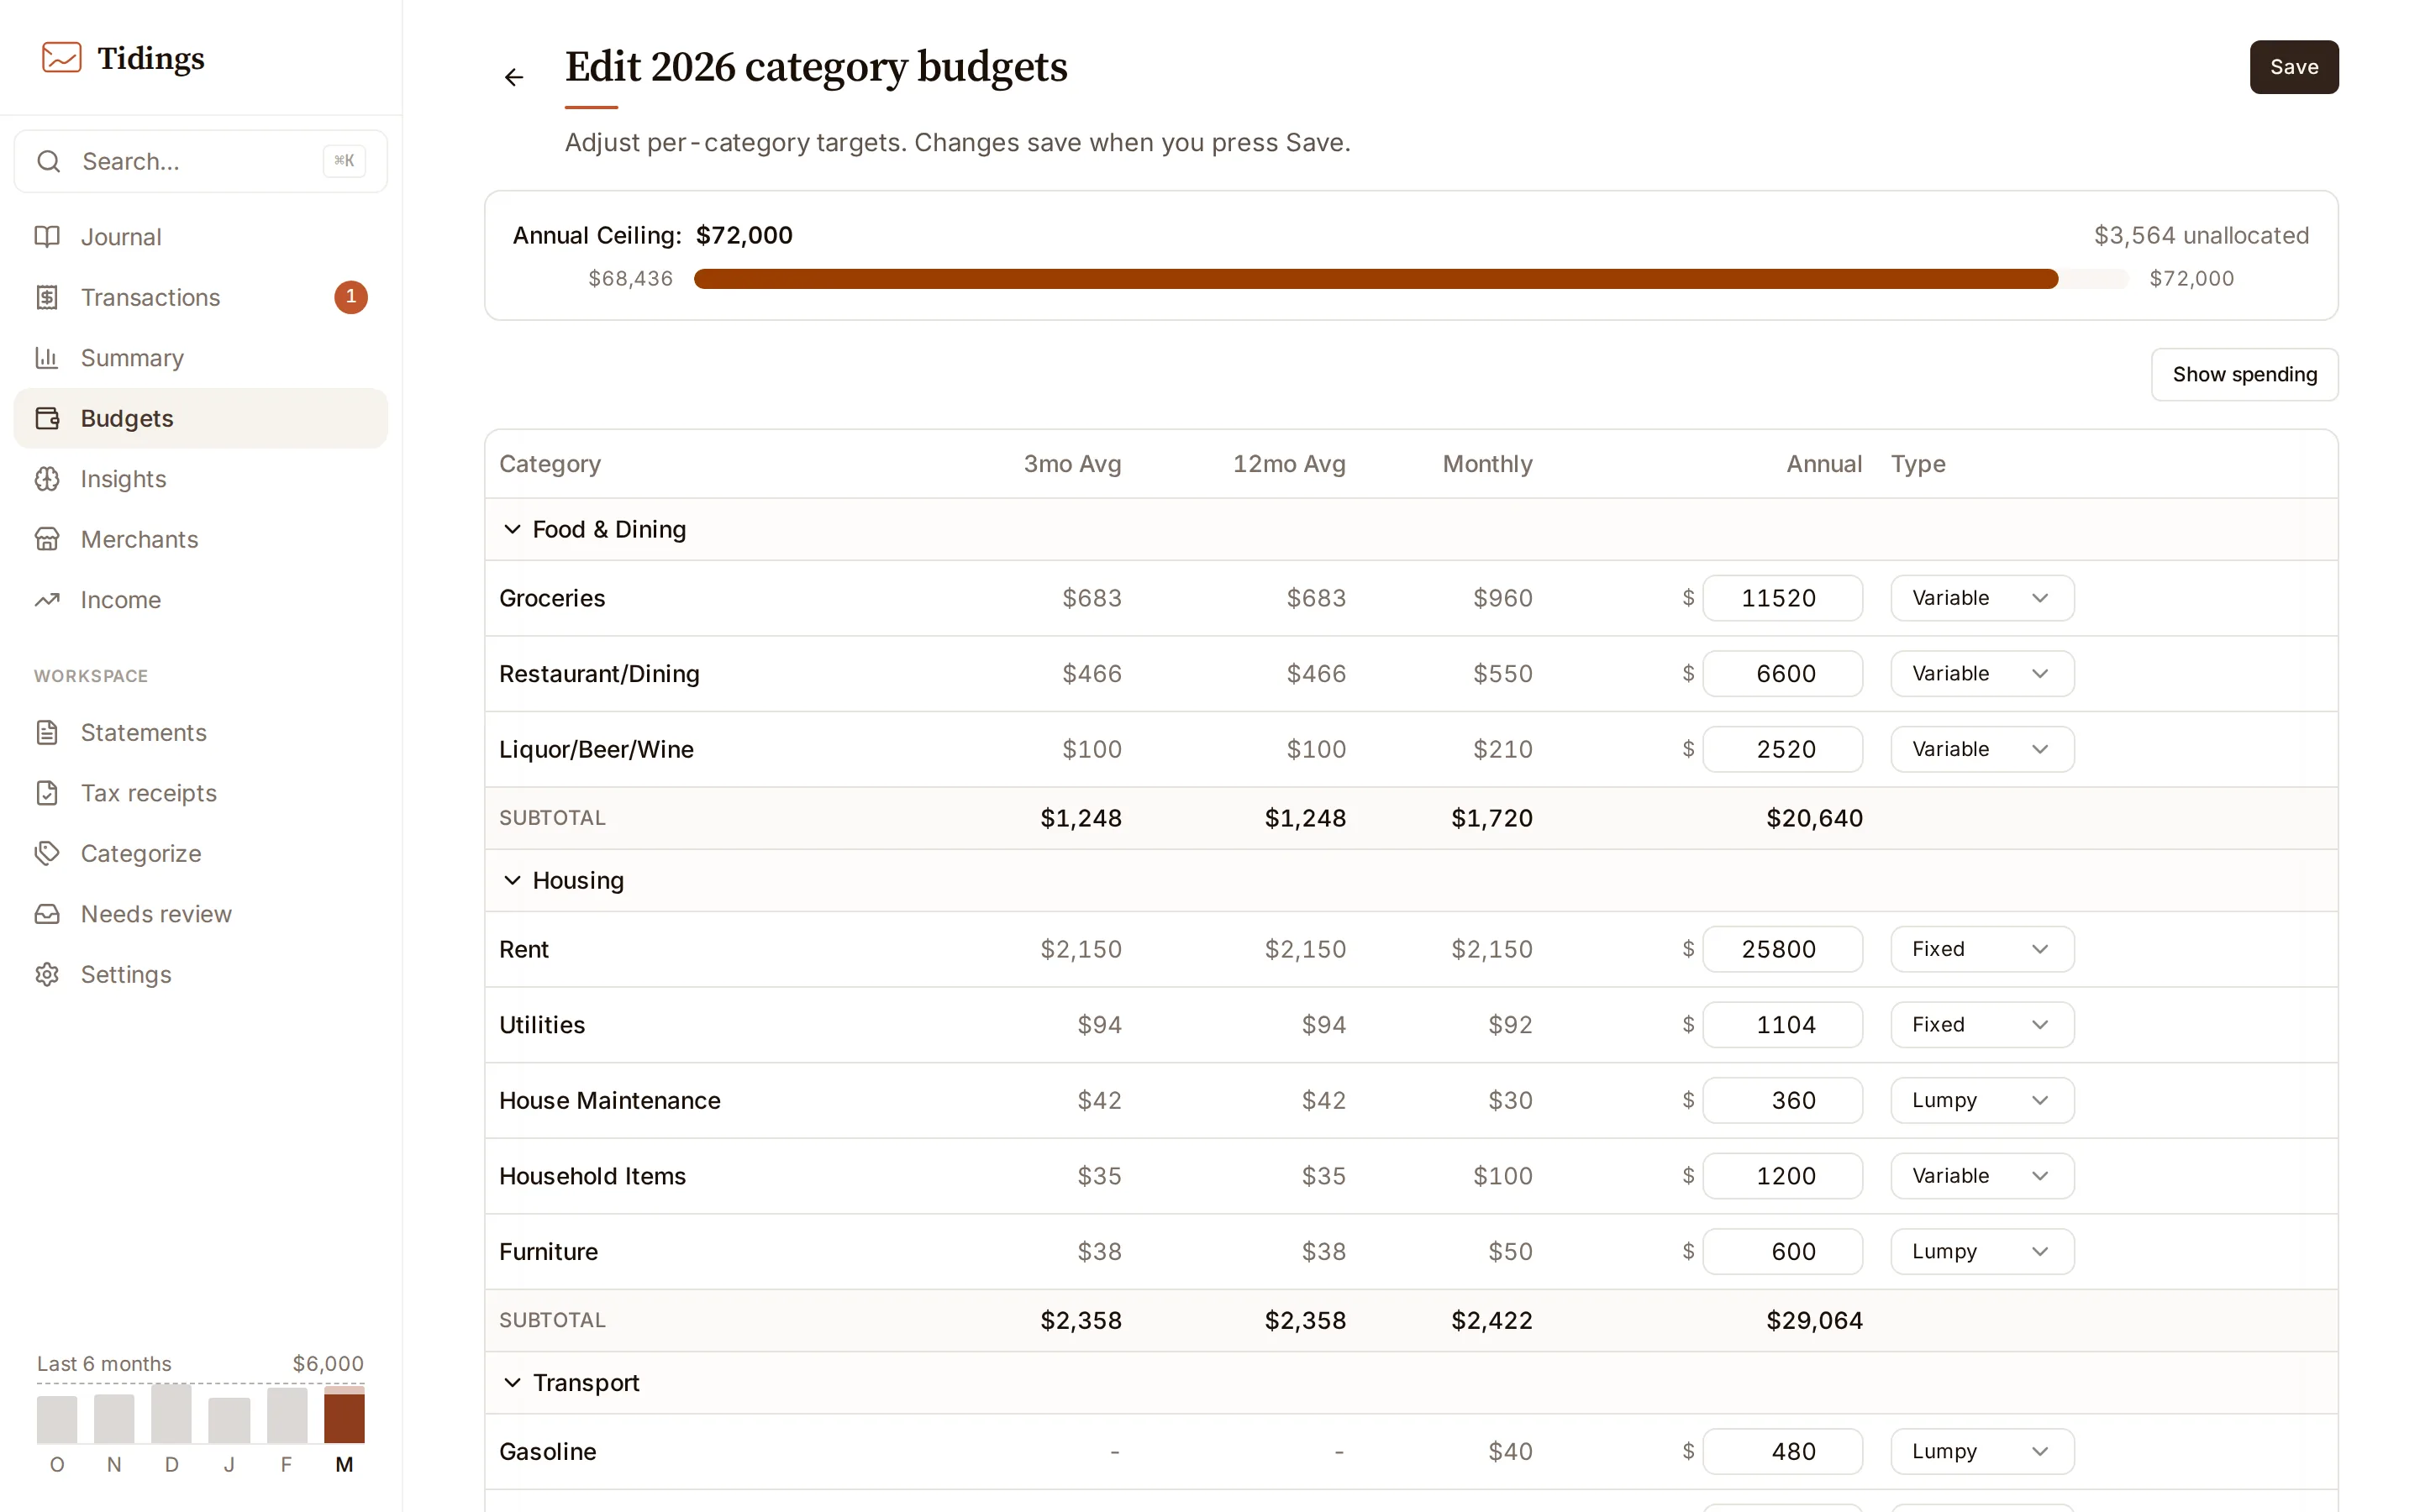 Tidings
Search...
⌘K
Journal
Transactions
1
Summary
Budgets
Insights
Merchants
Income
WORKSPACE
Statements
Tax receipts
Categorize
Needs review
Settings
Last 6 months $6,000
O N D J F M
Edit 2026 category budgets
Save
Adjust per-category targets. Changes save when you press Save.
Annual Ceiling: $72,000
$3,564 unallocated
$68,436
$72,000
Show spending
Category 3mo Avg 12mo Avg Monthly Annual Type
Food & Dining
Groceries $683 $683 $960 $ 11520 Variable
Restaurant/Dining $466 $466 $550 $ 6600 Variable
Liquor/Beer/Wine $100 $100 $210 $ 2520 Variable
SUBTOTAL $1,248 $1,248 $1,720 $20,640
Housing
Rent $2,150 $2,150 $2,150 $ 25800 Fixed
Utilities $94 $94 $92 $ 1104 Fixed
House Maintenance $42 $42 $30 $ 360 Lumpy
Household Items $35 $35 $100 $ 1200 Variable
Furniture $38 $38 $50 $ 600 Lumpy
SUBTOTAL $2,358 $2,358 $2,422 $29,064
Transport
Gasoline - - $40 $ 480 Lumpy